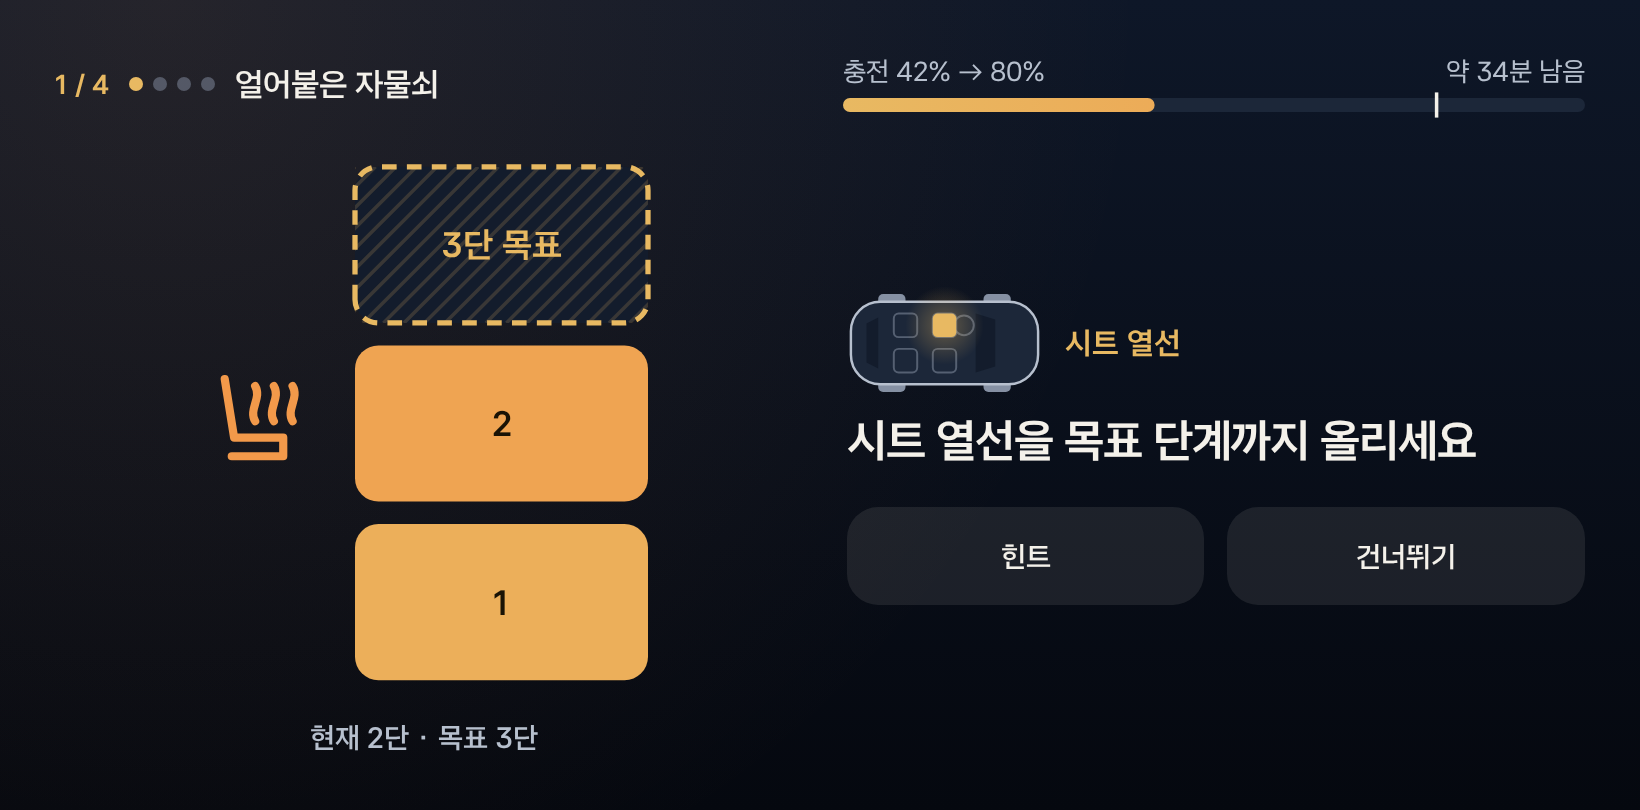 1 / 4 얼어붙은 자물쇠
충전 42% → 80%
약 34분 남음
3단 목표
2
1
현재 2단 · 목표 3단
시트 열선
시트 열선을 목표 단계까지 올리세요
힌트
건너뛰기